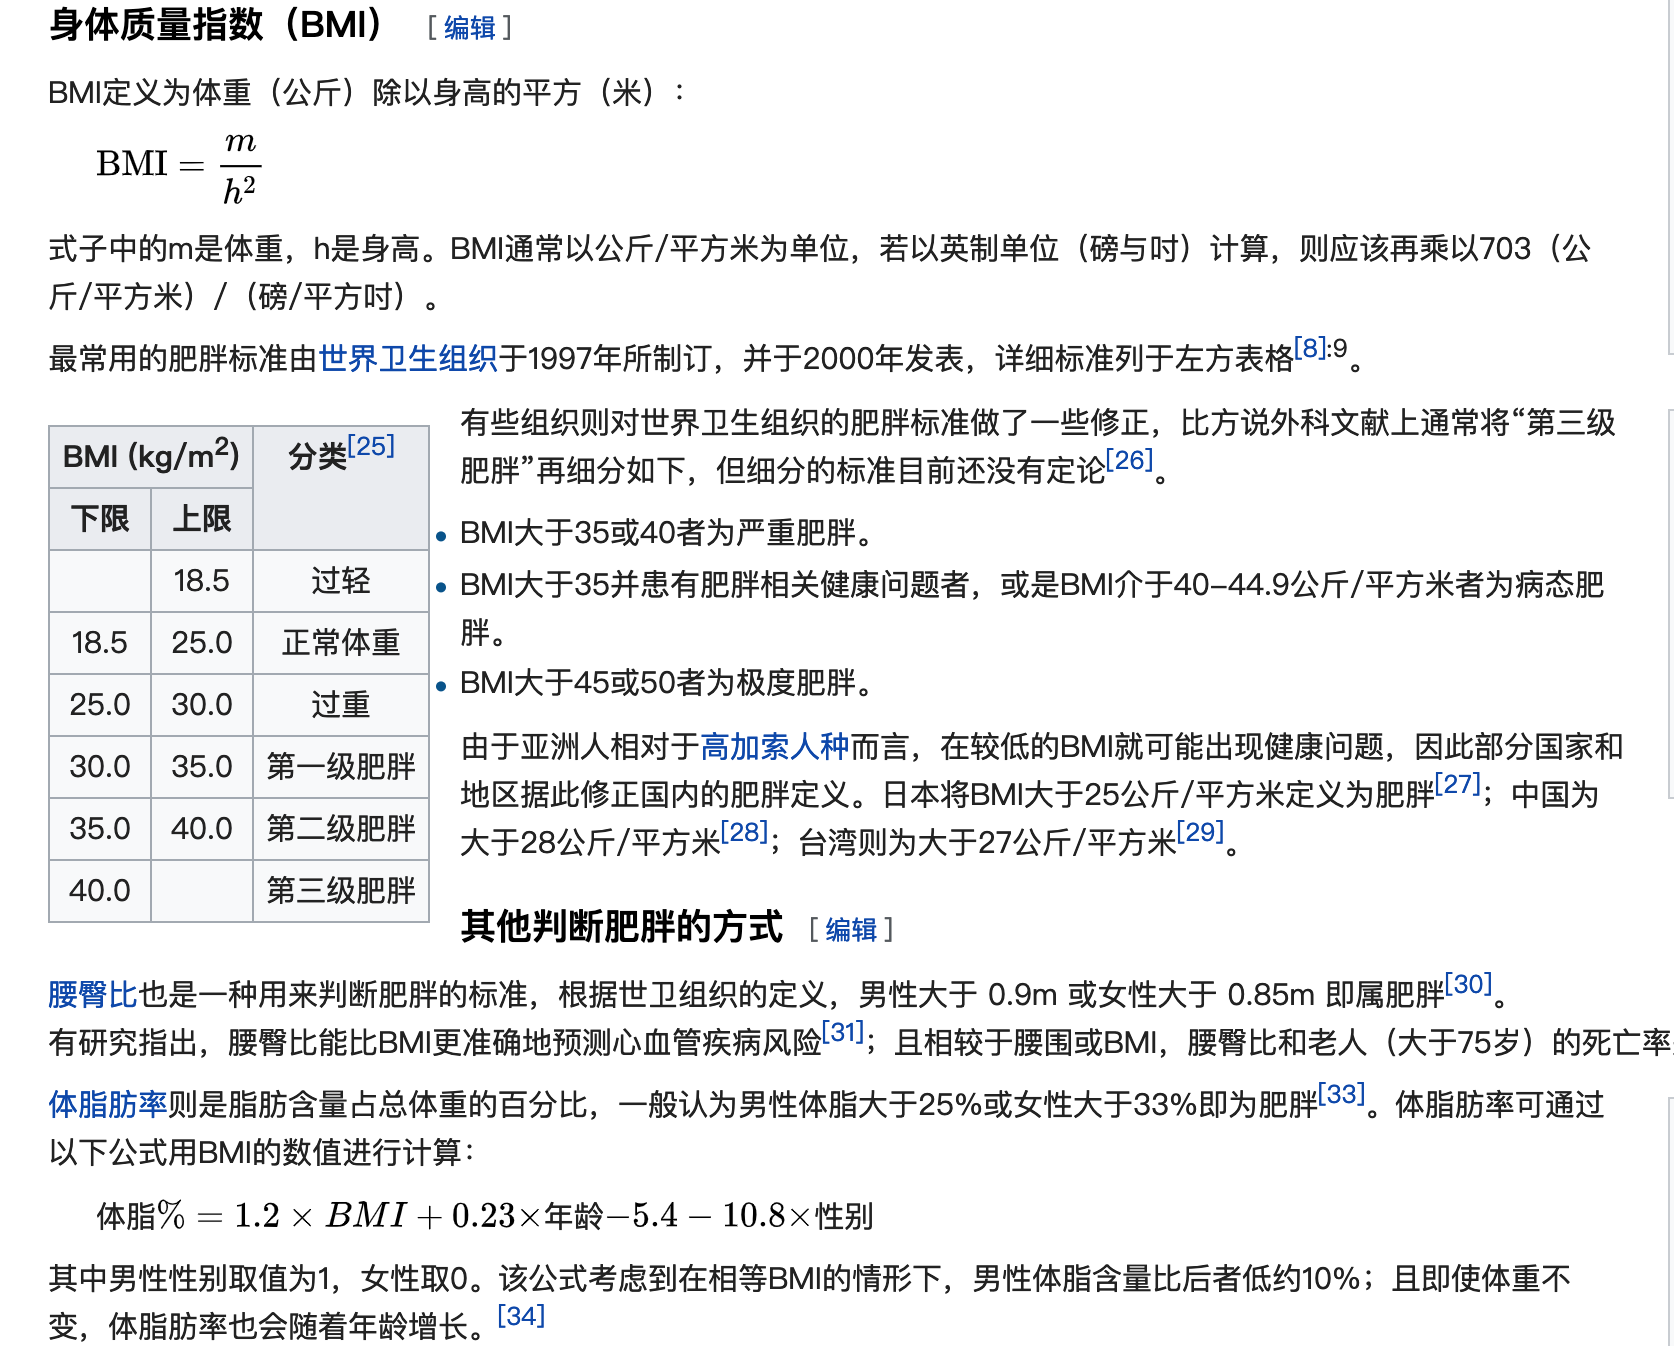 身体质量指数（BMI） [ 编辑 ]
BMI定义为体重（公斤）除以身高的平方（米）：
BMI = m/h²
式子中的m是体重，h是身高。BMI通常以公斤/平方米为单位，若以英制单位（磅与吋）计算，则应该再乘以703（公
斤/平方米）/（磅/平方吋）。
最常用的肥胖标准由世界卫生组织于1997年所制订，并于2000年发表，详细标准列于左方表格[8]:9。
BMI (kg/m²) 分类[25]
下限 上限
18.5 过轻
18.5 25.0 正常体重
25.0 30.0 过重
30.0 35.0 第一级肥胖
35.0 40.0 第二级肥胖
40.0 第三级肥胖
有些组织则对世界卫生组织的肥胖标准做了一些修正，比方说外科文献上通常将“第三级
肥胖”再细分如下，但细分的标准目前还没有定论[26]。
• BMI大于35或40者为严重肥胖。
• BMI大于35并患有肥胖相关健康问题者，或是BMI介于40–44.9公斤/平方米者为病态肥
胖。
• BMI大于45或50者为极度肥胖。
由于亚洲人相对于高加索人种而言，在较低的BMI就可能出现健康问题，因此部分国家和
地区据此修正国内的肥胖定义。日本将BMI大于25公斤/平方米定义为肥胖[27]；中国为
大于28公斤/平方米[28]；台湾则为大于27公斤/平方米[29]。
其他判断肥胖的方式 [ 编辑 ]
腰臀比也是一种用来判断肥胖的标准，根据世卫组织的定义，男性大于 0.9m 或女性大于 0.85m 即属肥胖[30]。
有研究指出，腰臀比能比BMI更准确地预测心血管疾病风险[31]；且相较于腰围或BMI，腰臀比和老人（大于75岁）的死亡率
体脂肪率则是脂肪含量占总体重的百分比，一般认为男性体脂大于25%或女性大于33%即为肥胖[33]。体脂肪率可通过
以下公式用BMI的数值进行计算：
体脂% = 1.2 × BMI + 0.23×年龄−5.4 − 10.8×性别
其中男性性别取值为1，女性取0。该公式考虑到在相等BMI的情形下，男性体脂含量比后者低约10%；且即使体重不
变，体脂肪率也会随着年龄增长。[34]